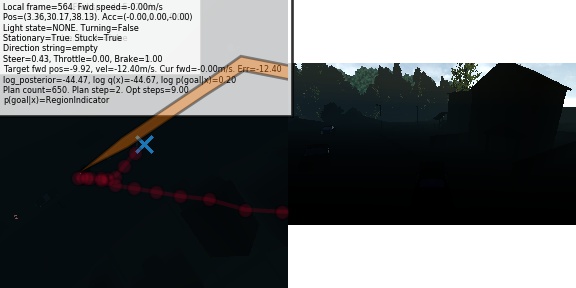 Local frame=564. Fwd speed=-0.00m/s
Pos=(3.36,30.17,38.13). Acc=(-0.00,0.00,-0.00)
Light state=NONE. Turning=False
Stationary=True. Stuck=True
Direction string=empty
Steer=0.43, Throttle=0.00, Brake=1.00
Target fwd pos=-9.92, vel=-12.40m/s. Cur fwd=-0.00m/s. Err=-12.40
log_posterior=-44.47, log q(x)=-44.67, log p(goal|x)=0.20
Plan count=650. Plan step=2. Opt steps=9.00
p(goal|x)=RegionIndicator